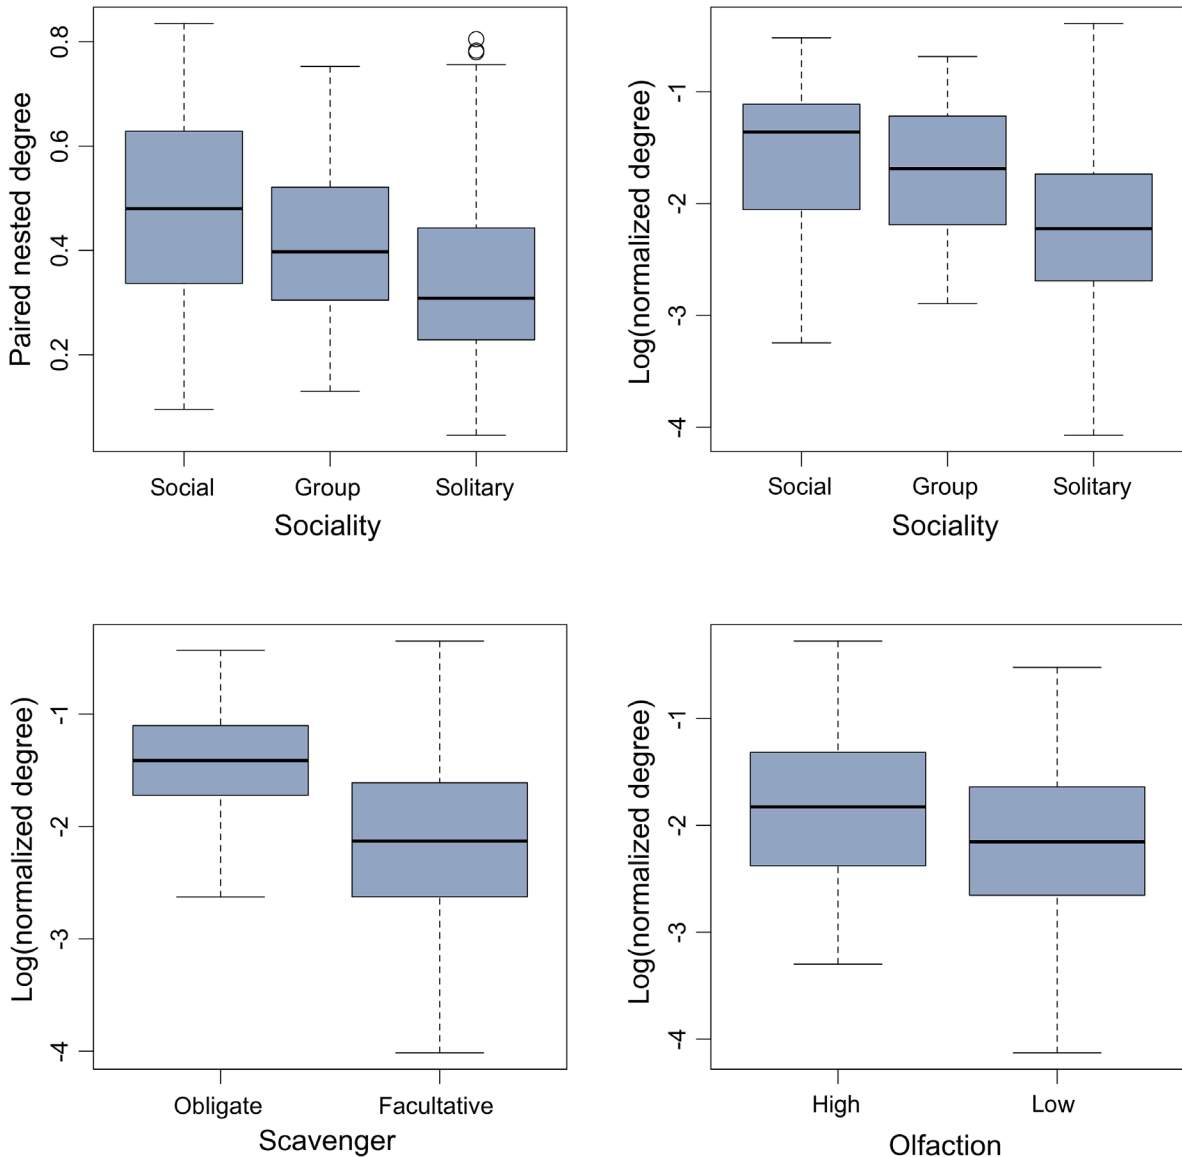 Paired nested degree
0.8
0.6
0.4
0.2
Social Group Solitary
Sociality
Log(normalized degree)
-1
-2
-3
-4
Social Group Solitary
Sociality
Log(normalized degree)
-1
-2
-3
-4
Obligate Facultative
Scavenger
Log(normalized degree)
-1
-2
-3
-4
High Low
Olfaction